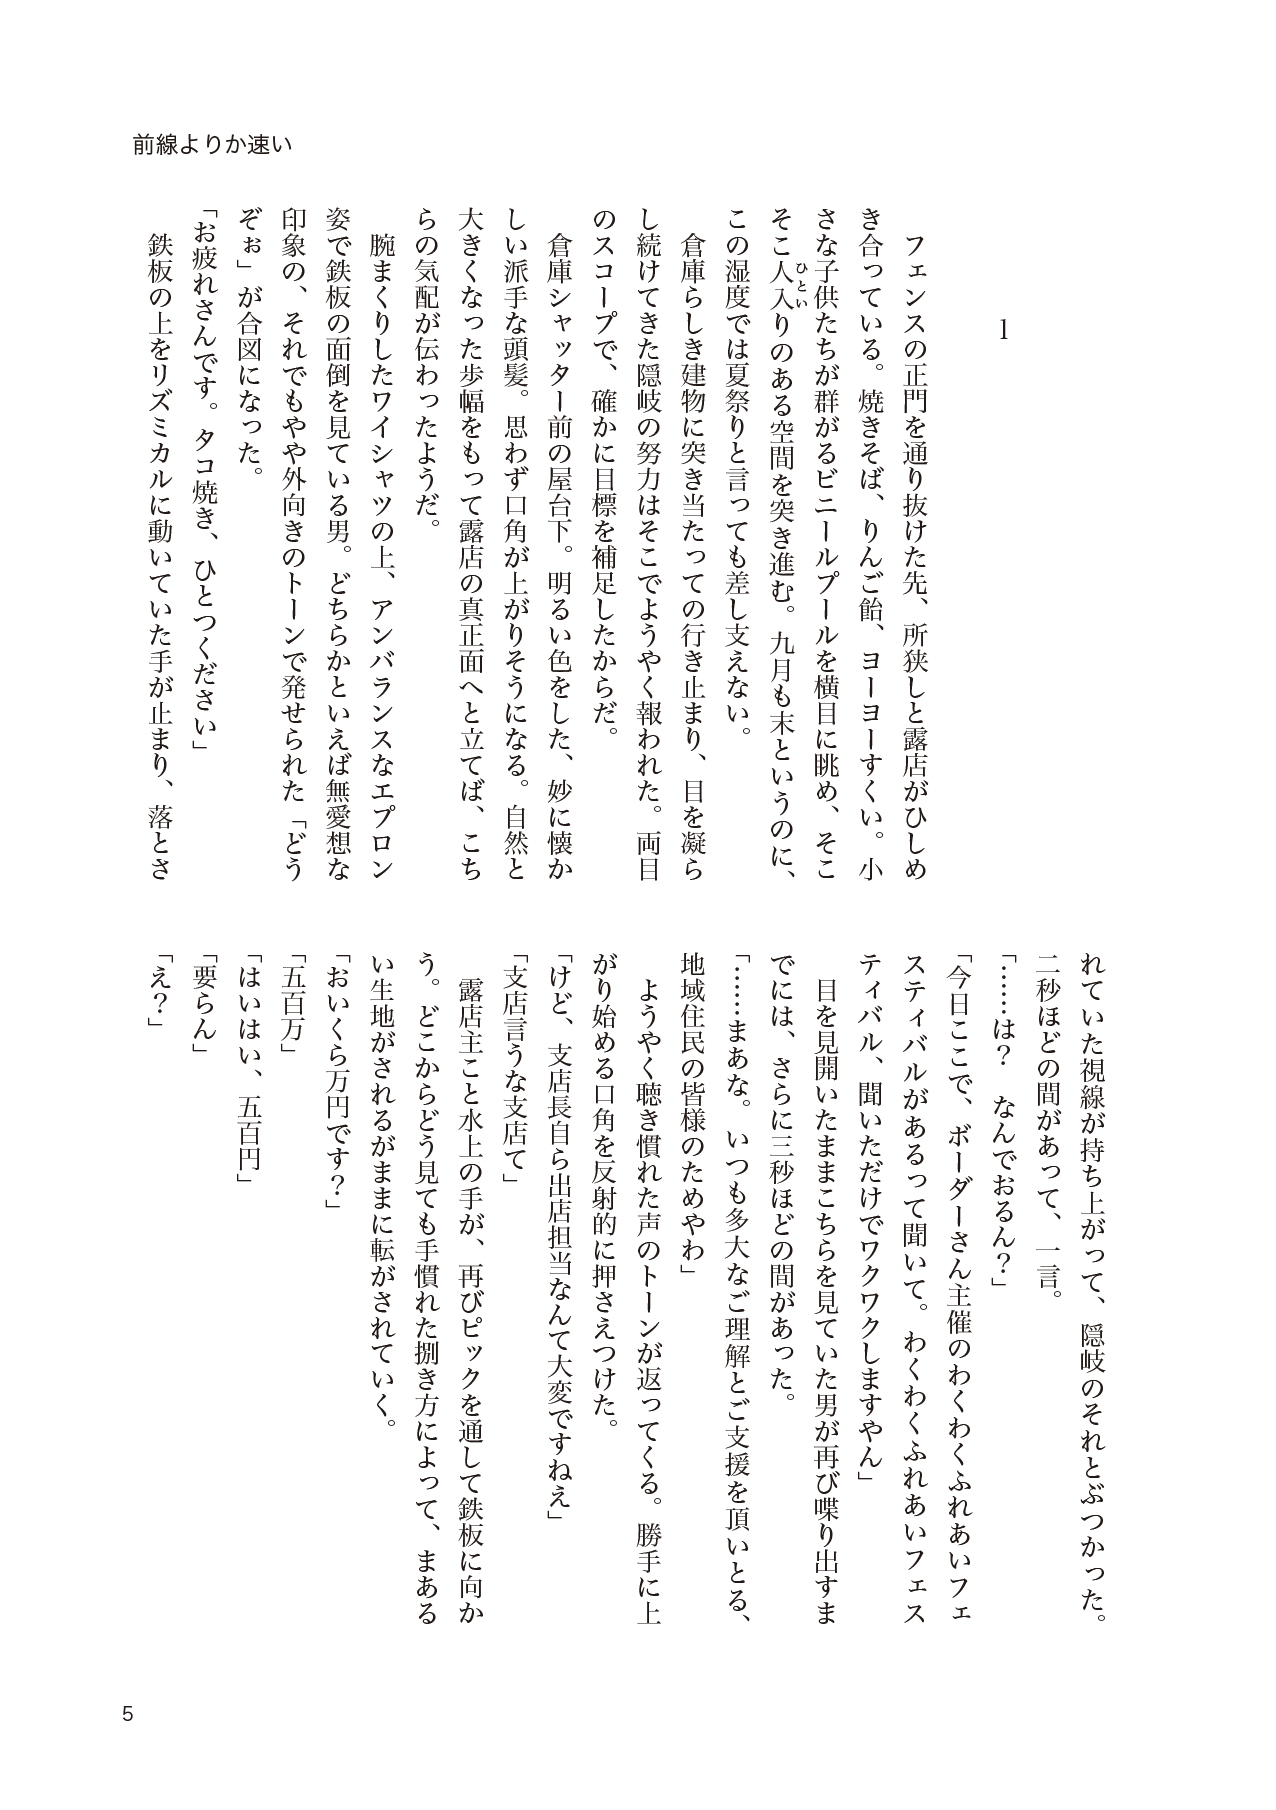 前線よりか速い
1
　フェンスの正門を通り抜けた先、所狭しと露店がひしめ
き合っている。焼きそば、りんご飴、ヨーヨーすくい。小
さな子供たちが群がるビニールプールを横目に眺め、そこ
そこ人入りのある空間を突き進む。九月も末というのに、
ひとい
この湿度では夏祭りと言っても差し支えない。
　倉庫らしき建物に突き当たっての行き止まり、目を凝ら
し続けてきた隠岐の努力はそこでようやく報われた。両目
のスコープで、確かに目標を補足したからだ。
　倉庫シャッター前の屋台下。明るい色をした、妙に懐か
しい派手な頭髪。思わず口角が上がりそうになる。自然と
大きくなった歩幅をもって露店の真正面へと立てば、こち
らの気配が伝わったようだ。
　腕まくりしたワイシャツの上、アンバランスなエプロン
姿で鉄板の面倒を見ている男。どちらかといえば無愛想な
印象の、それでもやや外向きのトーンで発せられた「どう
ぞぉ」が合図になった。
「お疲れさんです。タコ焼き、ひとつください」
　鉄板の上をリズミカルに動いていた手が止まり、落とさ
れていた視線が持ち上がって、隠岐のそれとぶつかった。
二秒ほどの間があって、一言。
「……は？　なんでおるん？」
「今日ここで、ボーダーさん主催のわくわくふれあいフェ
スティバルがあるって聞いて。わくわくふれあいフェス
ティバル、聞いただけでワクワクしますやん」
　目を見開いたままこちらを見ていた男が再び喋り出すま
でには、さらに三秒ほどの間があった。
「……まあな。いつも多大なご理解とご支援を頂いとる、
地域住民の皆様のためやわ」
　ようやく聴き慣れた声のトーンが返ってくる。勝手に上
がり始める口角を反射的に押さえつけた。
「けど、支店長自ら出店担当なんて大変ですねえ」
「支店言うな支店て」
　露店主こと水上の手が、再びピックを通して鉄板に向か
う。どこからどう見ても手慣れた捌き方によって、まある
い生地がされるがままに転がされていく。
「おいくら万円です？」
「五百万」
「はいはい、五百円」
「要らん」
「え？」
5